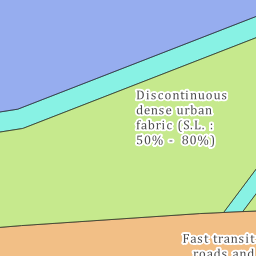 Discontinuous
dense urban
fabric (S.L. :
50% - 80%)
Fast transit
roads and